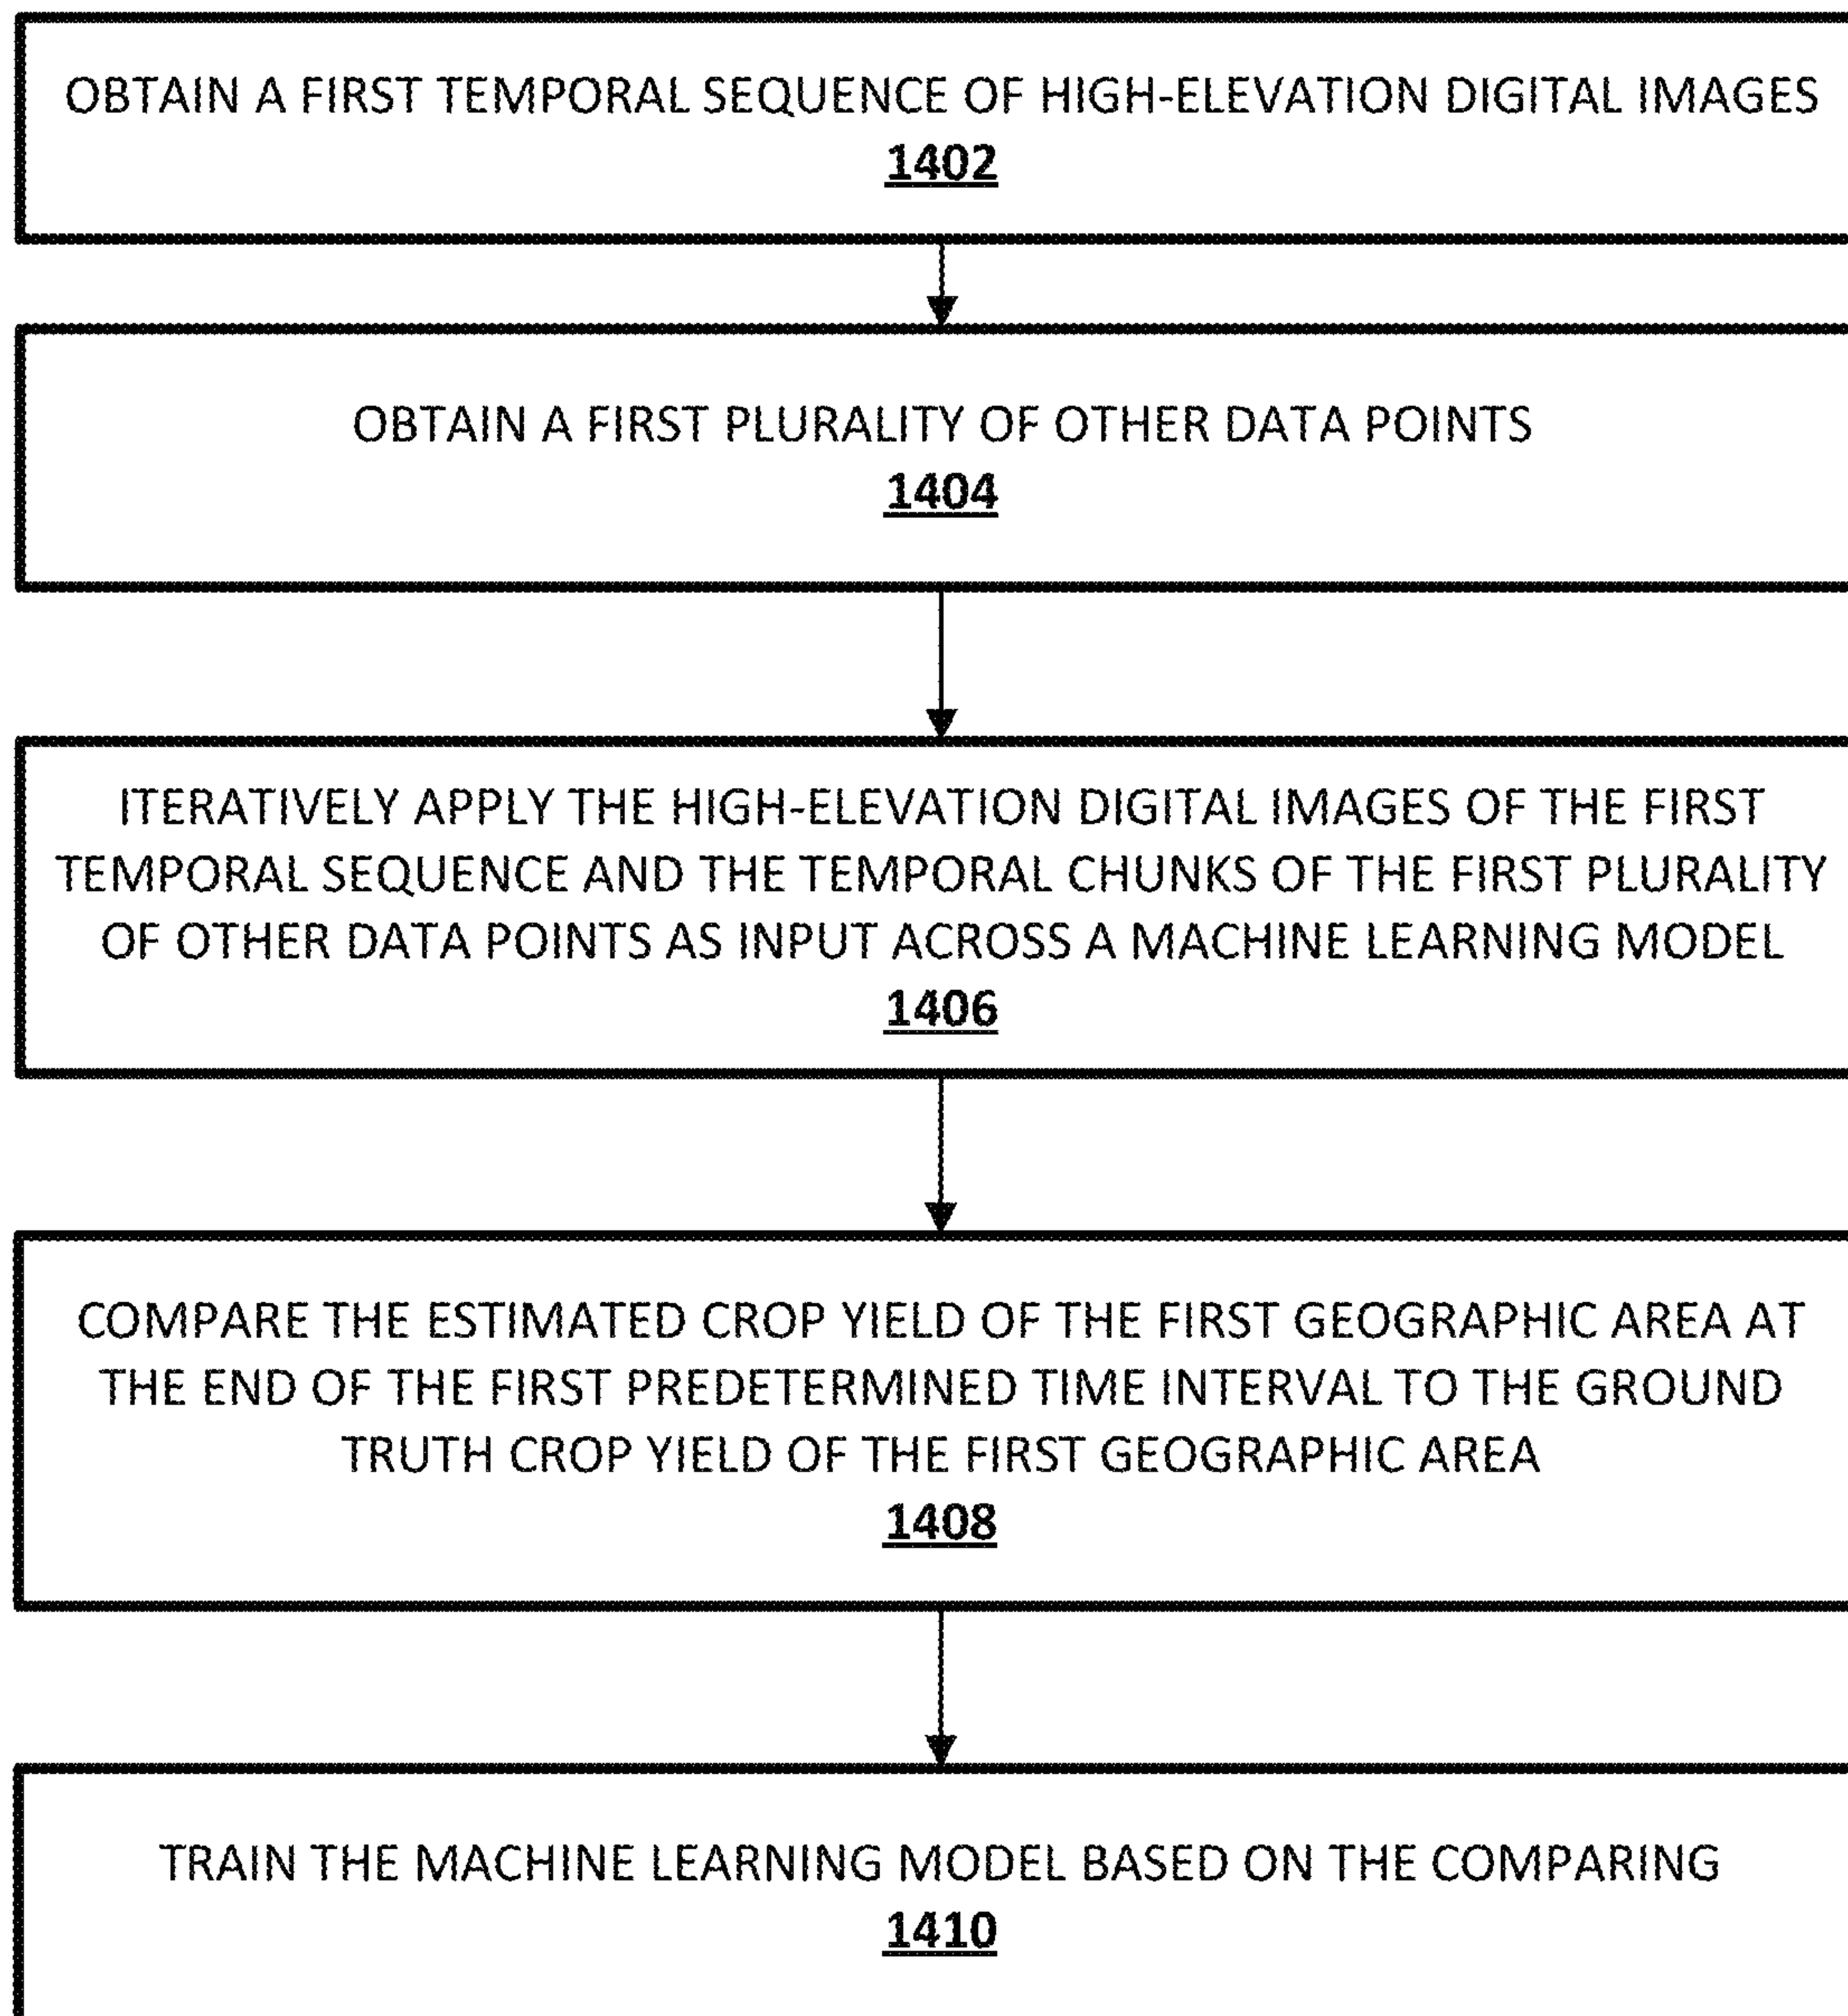 OBTAIN A FIRST TEMPORAL SEQUENCE OF HIGH-ELEVATION DIGITAL IMAGES
1402
OBTAIN A FIRST PLURALITY OF OTHER DATA POINTS
1404
ITERATIVELY APPLY THE HIGH-ELEVATION DIGITAL IMAGES OF THE FIRST
TEMPORAL SEQUENCE AND THE TEMPORAL CHUNKS OF THE FIRST PLURALITY
OF OTHER DATA POINTS AS INPUT ACROSS A MACHINE LEARNING MODEL
1406
COMPARE THE ESTIMATED CROP YIELD OF THE FIRST GEOGRAPHIC AREA AT
THE END OF THE FIRST PREDETERMINED TIME INTERVAL TO THE GROUND
TRUTH CROP YIELD OF THE FIRST GEOGRAPHIC AREA
1408
TRAIN THE MACHINE LEARNING MODEL BASED ON THE COMPARING
1410